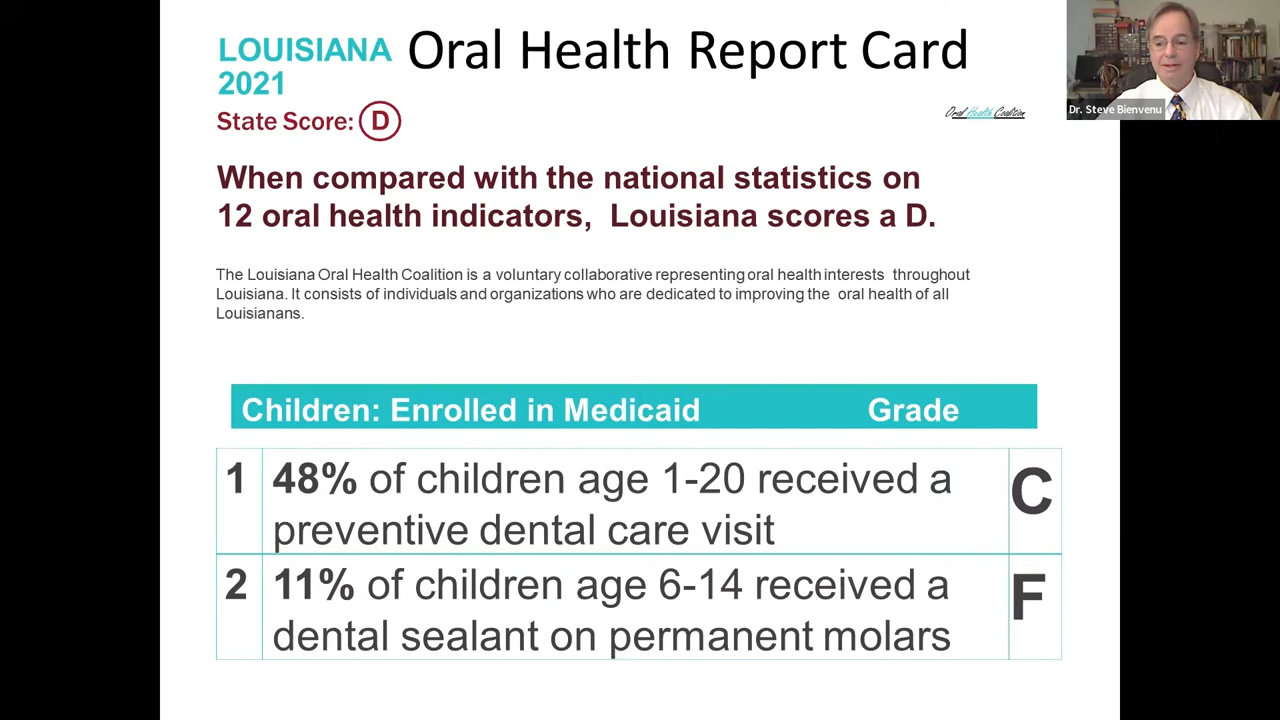 LOUISIANA
2021
Oral Health Report Card
State Score: D
Oral Health Coalition
Dr. Steve Bienvenu
When compared with the national statistics on
12 oral health indicators, Louisiana scores a D.
The Louisiana Oral Health Coalition is a voluntary collaborative representing oral health interests throughout
Louisiana. It consists of individuals and organizations who are dedicated to improving the oral health of all
Louisianans.
Children: Enrolled in Medicaid Grade
1 48% of children age 1-20 received a C
preventive dental care visit
2 11% of children age 6-14 received a F
dental sealant on permanent molars